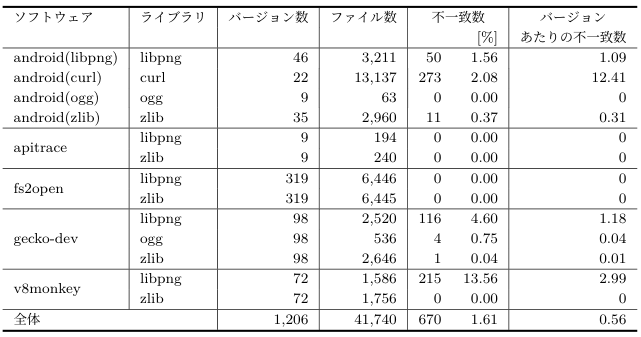 ソフトウェア ライブラリ バージョン数 ファイル数 不一致数 バージョン
[%] あたりの不一致数
android(libpng) libpng 46 3,211 50 1.56 1.09
android(curl) curl 22 13,137 273 2.08 12.41
android(ogg) ogg 9 63 0 0.00 0
android(zlib) zlib 35 2,960 11 0.37 0.31
apitrace libpng 9 194 0 0.00 0
zlib 9 240 0 0.00 0
fs2open libpng 319 6,446 0 0.00 0
zlib 319 6,445 0 0.00 0
gecko-dev libpng 98 2,520 116 4.60 1.18
ogg 98 536 4 0.75 0.04
zlib 98 2,646 1 0.04 0.01
v8monkey libpng 72 1,586 215 13.56 2.99
zlib 72 1,756 0 0.00 0
全体 1,206 41,740 670 1.61 0.56